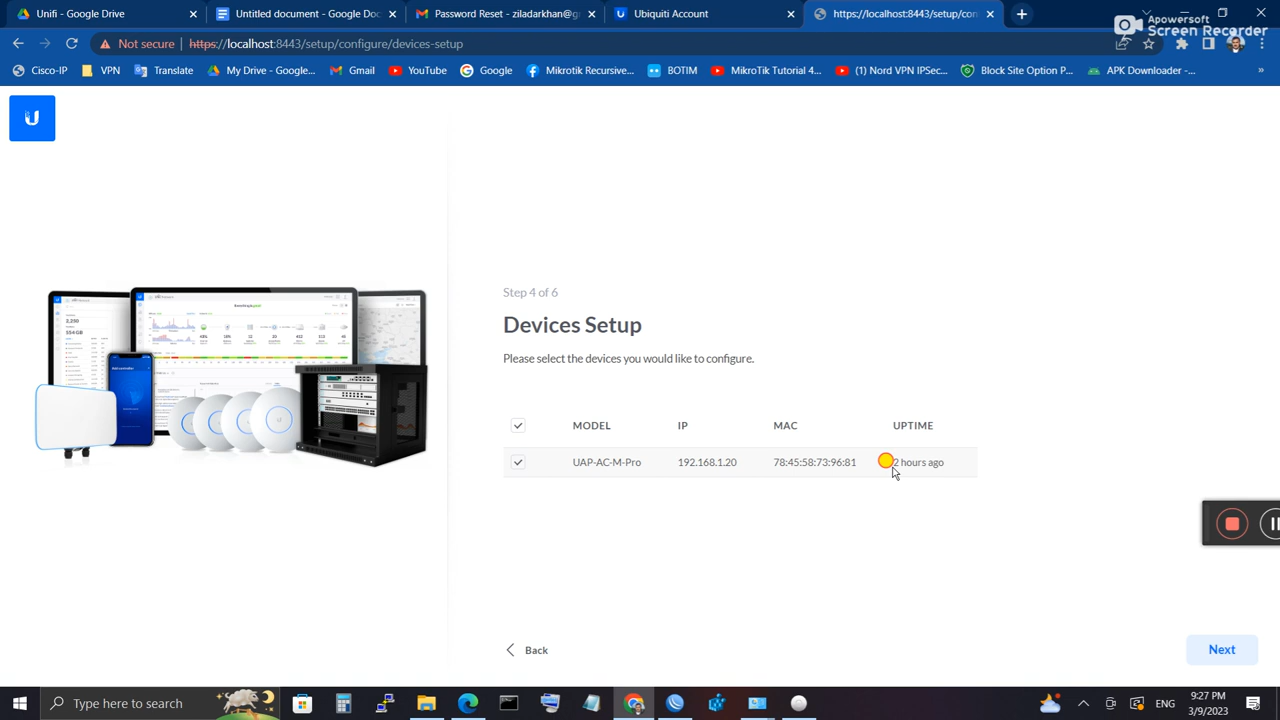 Unifi - Google Drive
Untitled document - Google Doc
Password Reset - ziladarkhan@g
Ubiquiti Account
https://localhost:8443/setup/con
Apowersoft
Screen Recorder
Not secure
https://localhost:8443/setup/configure/devices-setup
Cisco-IP
VPN
Translate
My Drive - Google...
Gmail
YouTube
Google
Mikrotik Recursive...
BOTIM
MikroTik Tutorial 4...
(1) Nord VPN IPSec...
Block Site Option P...
APK Downloader -...
»
Step 4 of 6
Devices Setup
Please select the devices you would like to configure.
MODEL IP MAC UPTIME
UAP-AC-M-Pro 192.168.1.20 78:45:58:73:96:81 2 hours ago
Back
Next
Type here to search
ENG
9:27 PM
3/9/2023